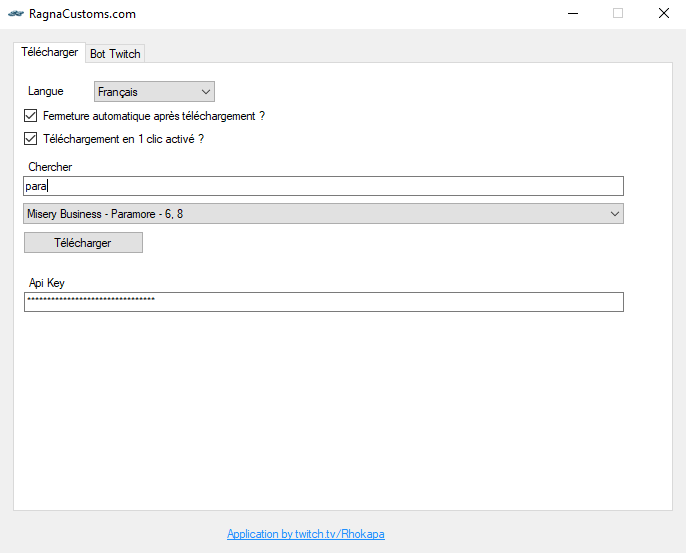 RagnaCustoms.com
Télécharger Bot Twitch
Langue Français
Fermeture automatique après téléchargement ?
Téléchargement en 1 clic activé ?
Chercher
para
Misery Business - Paramore - 6, 8
Télécharger
Api Key
********************************
Application by twitch.tv/Rhokapa